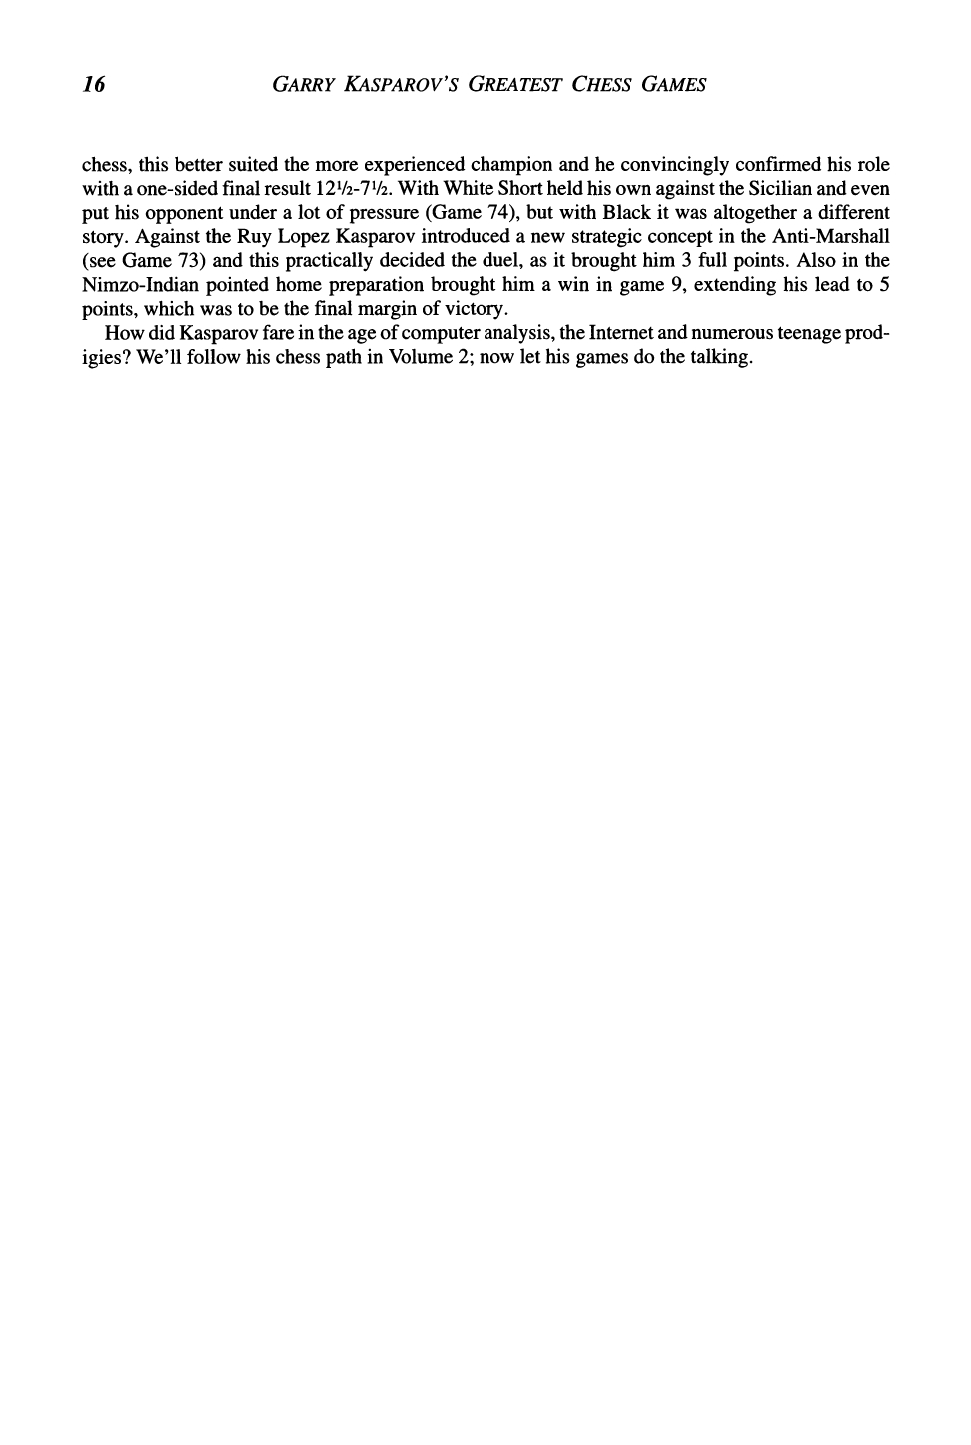 16 GARRY KASPAROV'S GREATEST CHESS GAMES
chess, this better suited the more experienced champion and he convincingly confirmed his role
with a one-sided final result 12½-7½. With White Short held his own against the Sicilian and even
put his opponent under a lot of pressure (Game 74), but with Black it was altogether a different
story. Against the Ruy Lopez Kasparov introduced a new strategic concept in the Anti-Marshall
(see Game 73) and this practically decided the duel, as it brought him 3 full points. Also in the
Nimzo-Indian pointed home preparation brought him a win in game 9, extending his lead to 5
points, which was to be the final margin of victory.
How did Kasparov fare in the age of computer analysis, the Internet and numerous teenage prod-
igies? We'll follow his chess path in Volume 2; now let his games do the talking.